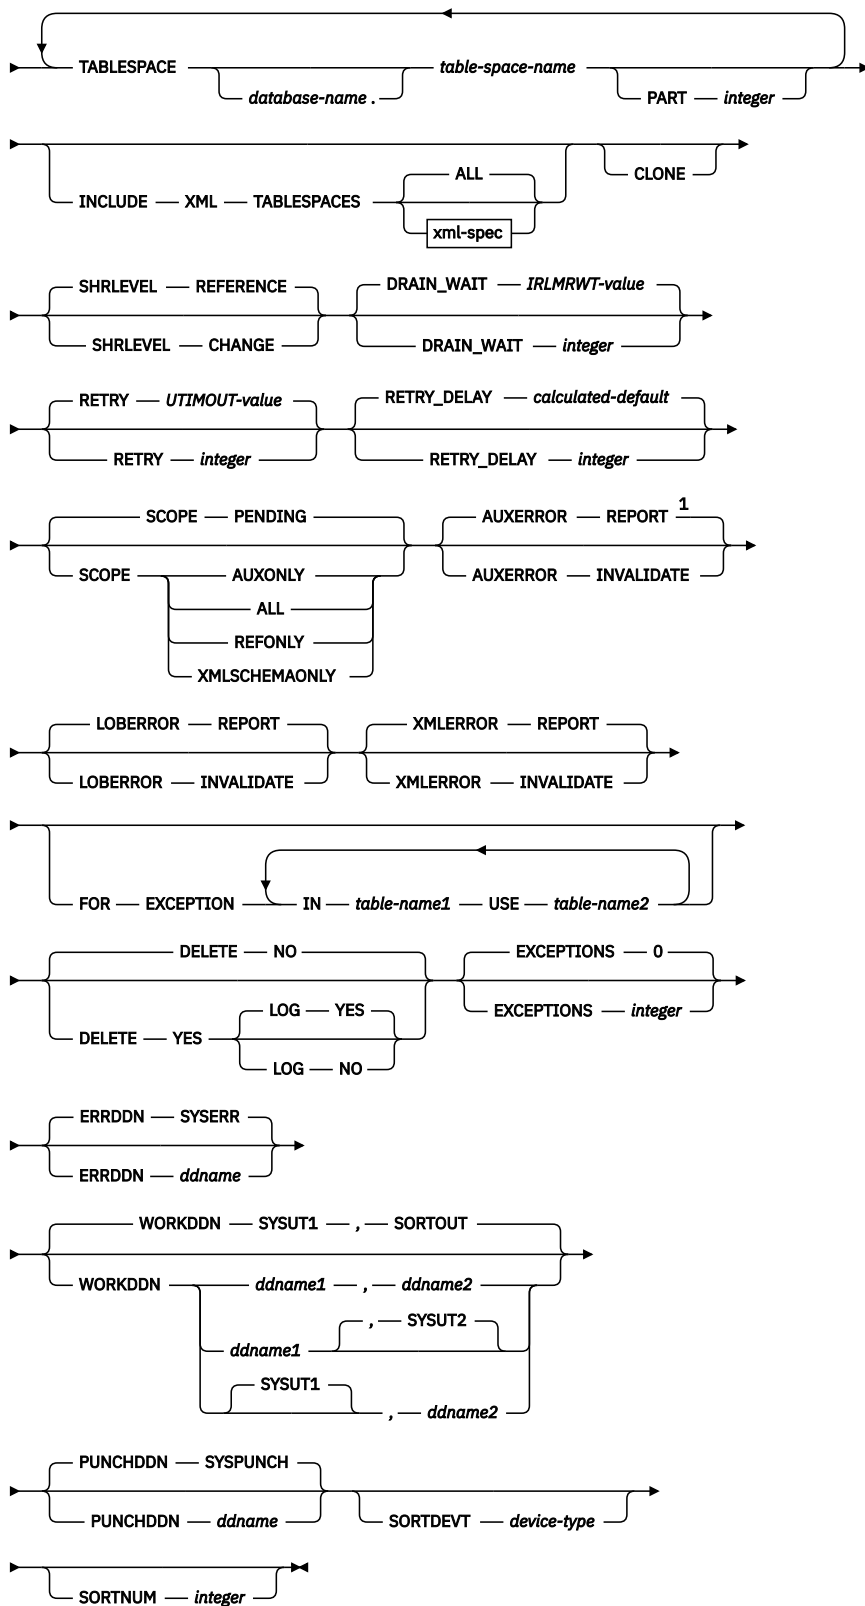 TABLESPACE table-space-name
database-name . PART integer
ALL
INCLUDE XML TABLESPACES CLONE
xml-spec
SHRLEVEL REFERENCE DRAIN_WAIT IRLMRWT-value
SHRLEVEL CHANGE DRAIN_WAIT integer
RETRY UTIMOUT-value RETRY_DELAY calculated-default
RETRY integer RETRY_DELAY integer
SCOPE PENDING AUXERROR REPORT 1
SCOPE AUXONLY AUXERROR INVALIDATE
ALL
REFONLY
XMLSCHEMAONLY
LOBERROR REPORT XMLERROR REPORT
LOBERROR INVALIDATE XMLERROR INVALIDATE
FOR EXCEPTION IN table-name1 USE table-name2
DELETE NO EXCEPTIONS 0
LOG YES EXCEPTIONS integer
DELETE YES
LOG NO
ERRDDN SYSERR
ERRDDN ddname
WORKDDN SYSUT1 , SORTOUT
WORKDDN ddname1 , ddname2
, SYSUT2
ddname1
SYSUT1
, ddname2
PUNCHDDN SYSPUNCH
PUNCHDDN ddname SORTDEVT device-type
SORTNUM integer